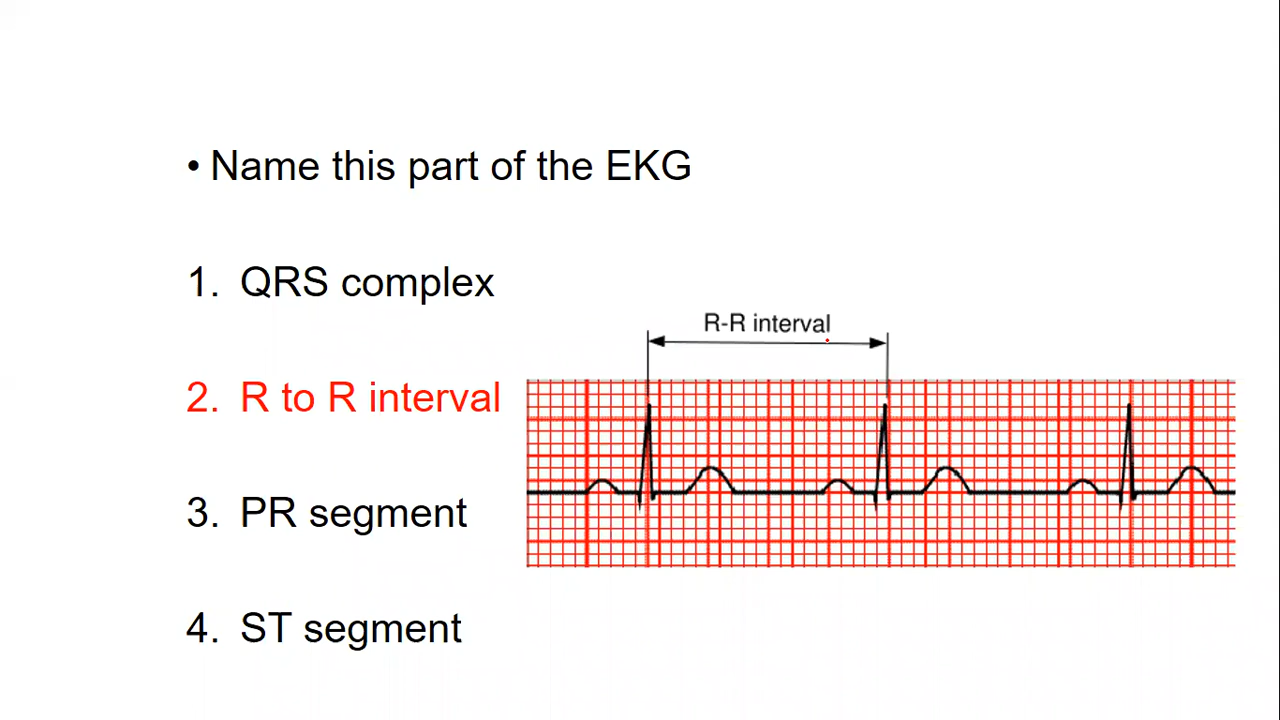 • Name this part of the EKG
1. QRS complex
R-R interval
2. R to R interval
3. PR segment
4. ST segment